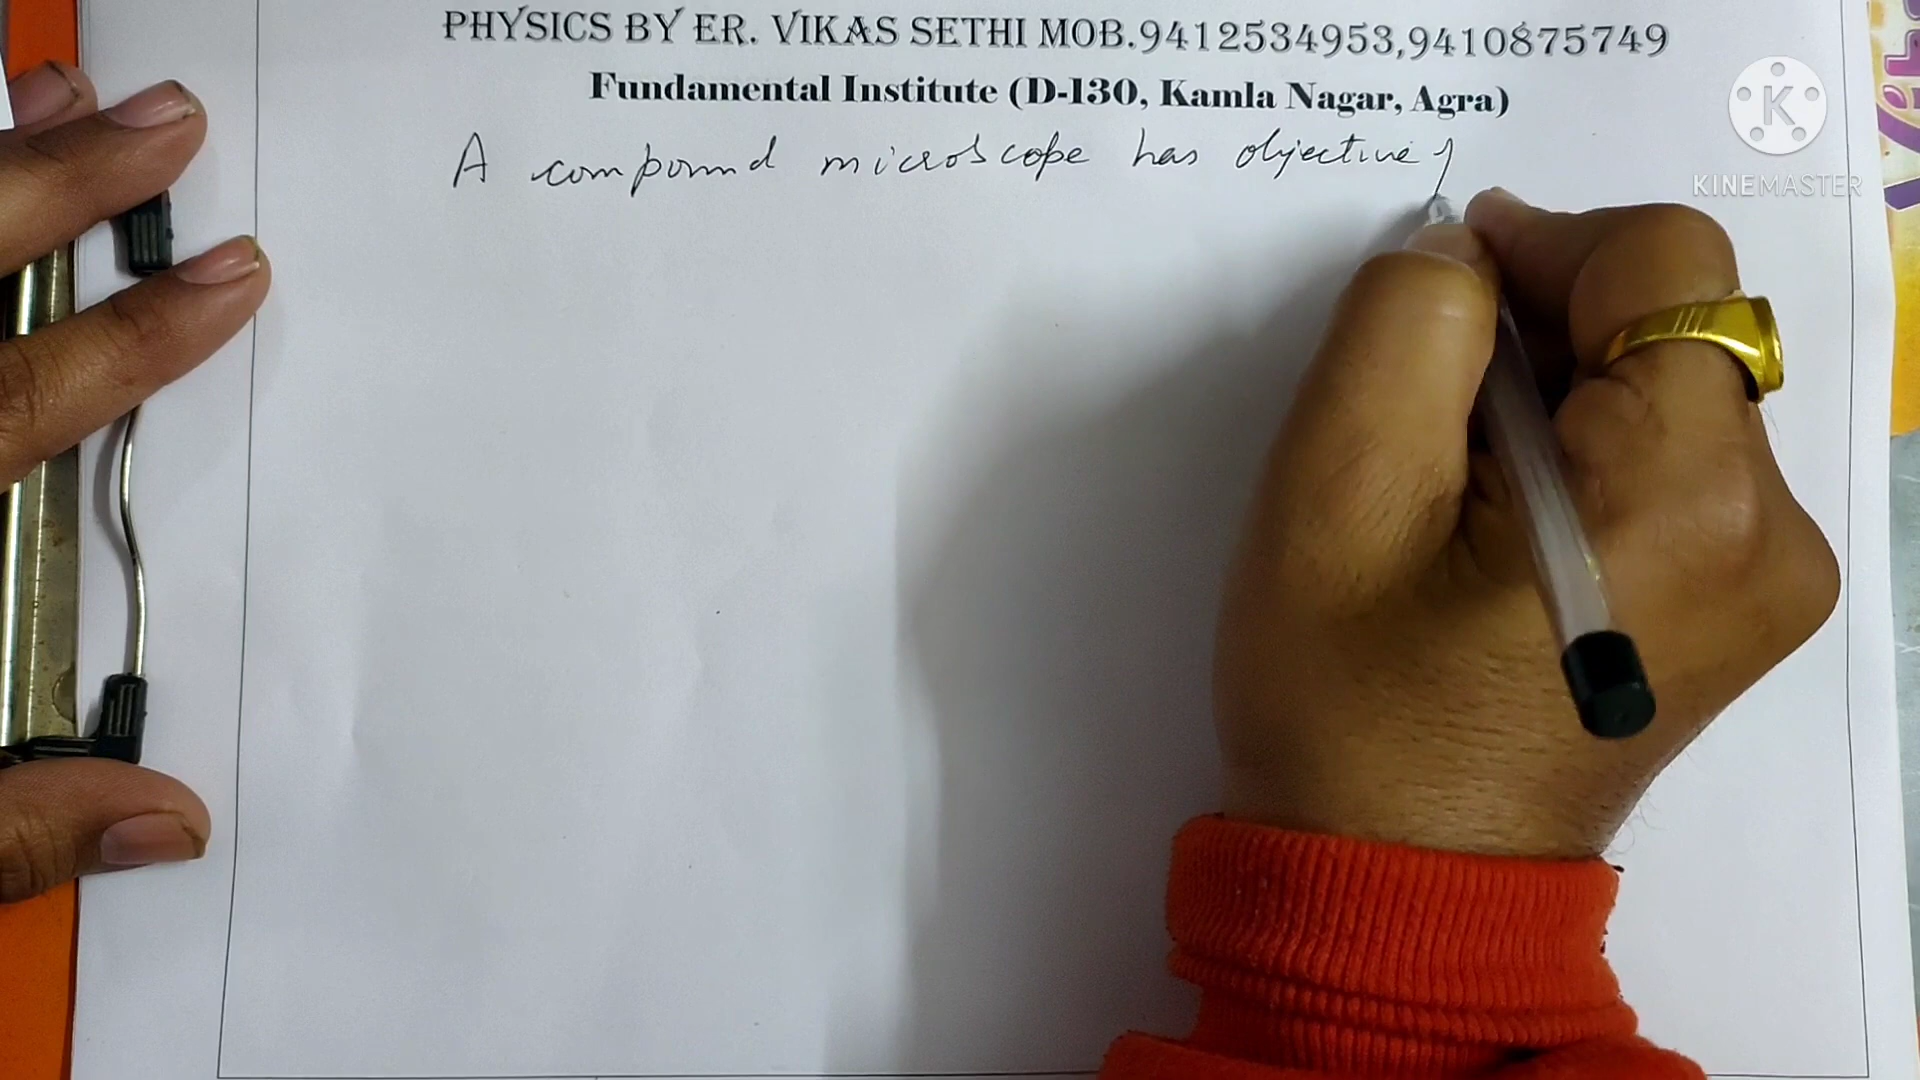 PHYSICS BY ER. VIKAS SETHI MOB.9412534953,9410875749
Fundamental Institute (D-130, Kamla Nagar, Agra)
K
KINEMASTER
A compound microscope has objective